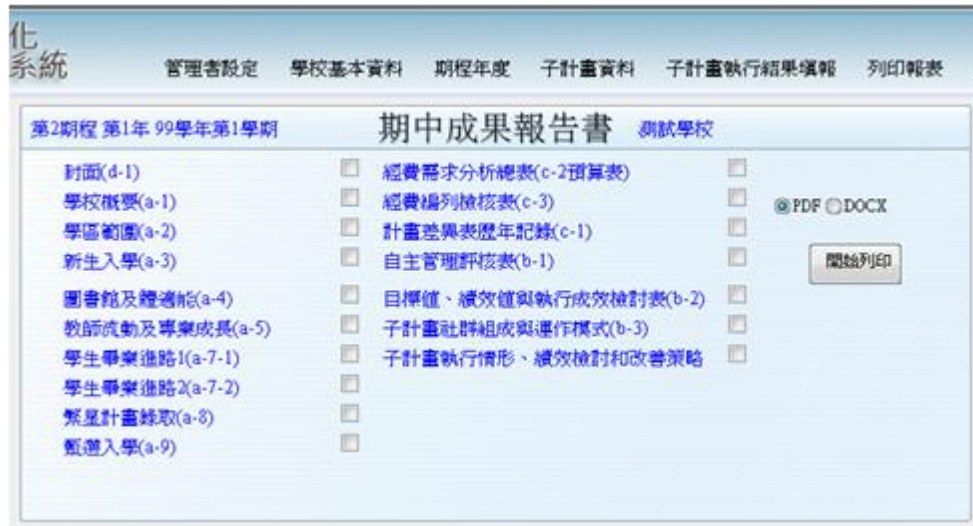 化
系統
管理者設定 學校基本資料 期程年度 子計畫資料 子計畫執行結果填報 列印報表
第2期程 第1年 99學年第1學期 期中成果報告書 測試學校
封面(d-1) 經費需求分析總表(c-2預算表)
學校概要(a-1) 經費編列檢核表(c-3)
PDF DOCX
學區範圍(a-2) 計畫差異表歷年記錄(c-1)
新生入學(a-3) 自主管理評核表(b-1)
開始列印
圖書館及體適能(a-4) 目標值、績效值與執行成效檢討表(b-2)
教師流動及專業成長(a-5) 子計畫社群組成與運作模式(b-3)
學生畢業進路1(a-7-1) 子計畫執行情形、績效檢討和改善策略
學生畢業進路2(a-7-2)
繁星計畫錄取(a-8)
甄選入學(a-9)